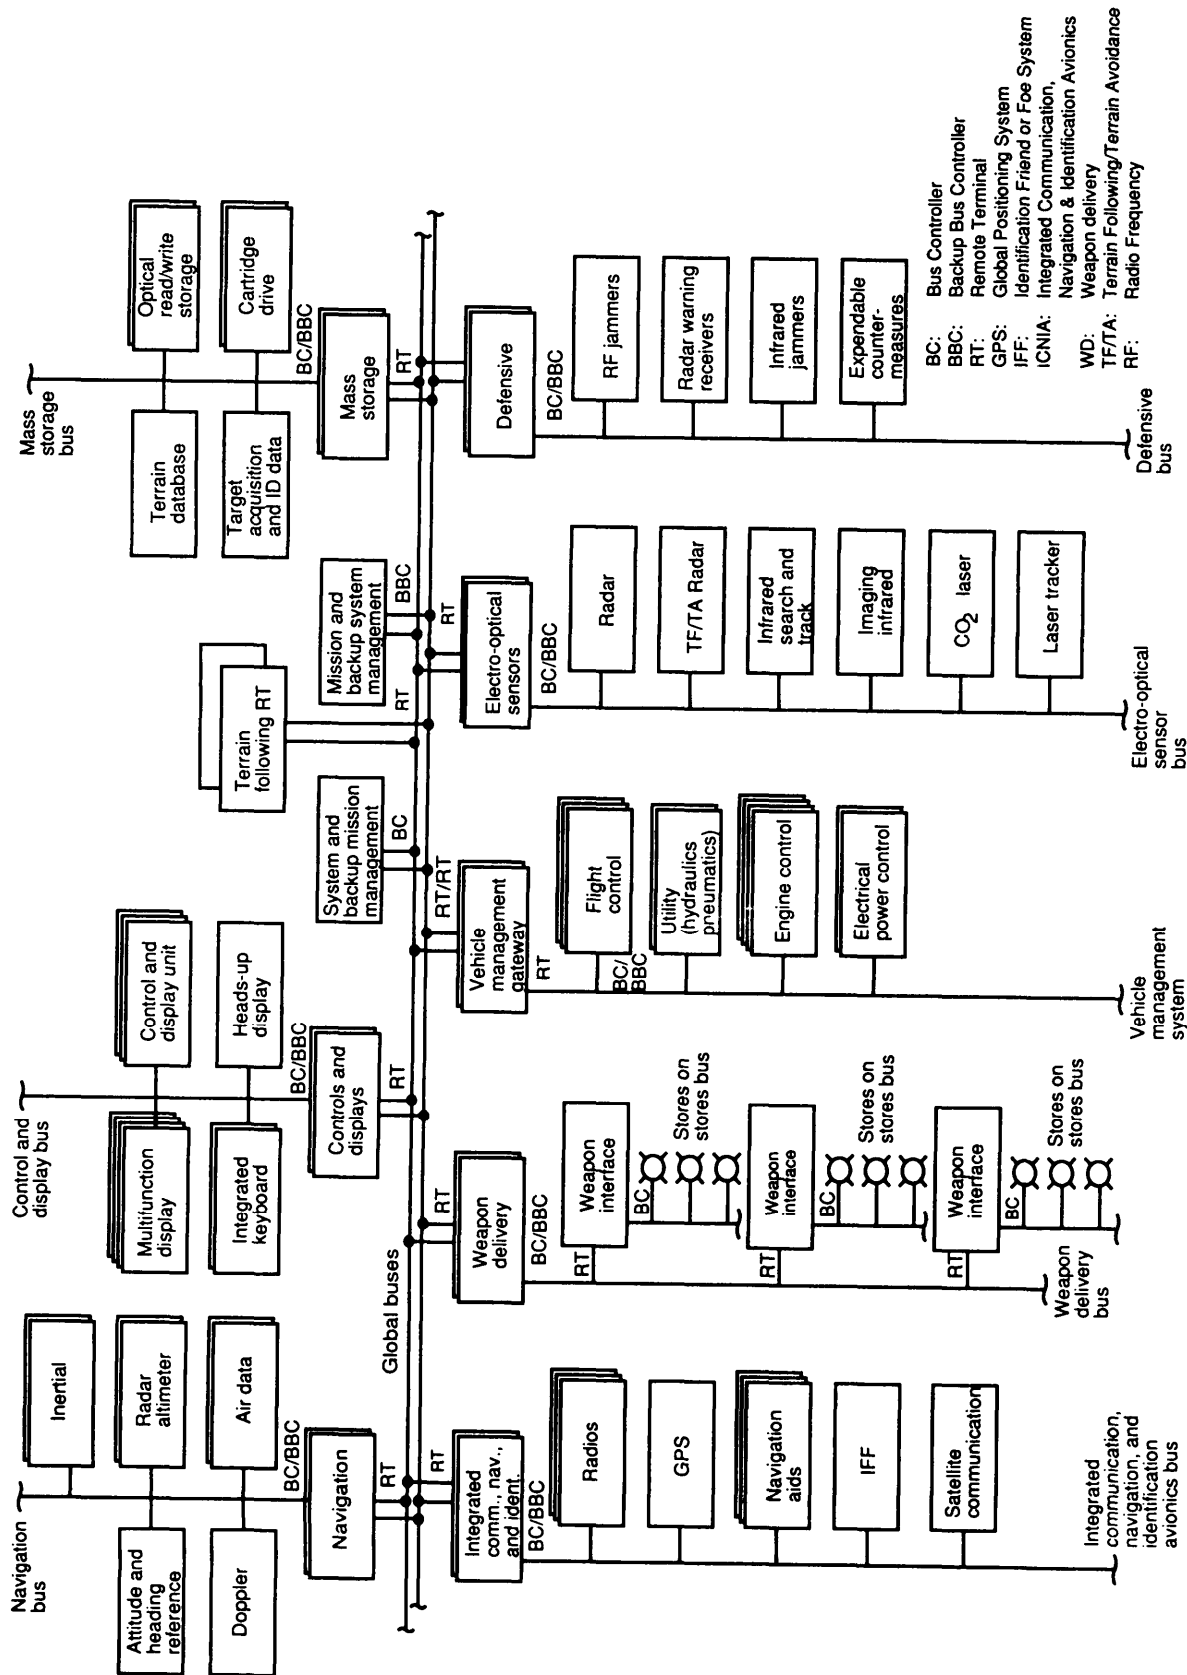 Navigation
bus
Inertial
Attitude and
heading
reference
Radar
altimeter
Doppler
Air data
BC/BBC
Navigation
RT
Control and
display bus
Multifunction
display
Control and
display unit
Integrated
keyboard
Heads-up
display
BC/BBC
Controls and
displays
RT
System and
backup mission
management
BC
Terrain
following RT
RT
Mission and
backup system
management
BBC
Mass
storage
bus
Terrain
database
Optical
read/write
storage
Target
acquisition
and ID data
Cartridge
drive
BC/BBC
Mass
storage
RT
Global buses
RT
Integrated
comm., nav.,
and ident.
BC/BBC
Radios
GPS
Navigation
aids
IFF
Satellite
communication
Integrated
communication,
navigation, and
identification
avionics bus
RT
Weapon
delivery
BC/BBC
RT
Weapon
interface
BC
Stores on
stores bus
RT
Weapon
interface
BC
Stores on
stores bus
RT
Weapon
interface
BC
Stores on
stores bus
Weapon
delivery
bus
RT/RT
Vehicle
management
gateway
RT
Flight
control
BC/
BBC
Utility
(hydraulics
pneumatics)
Engine control
Electrical
power control
Vehicle
management
system
RT
Electro-optical
sensors
BC/BBC
Radar
TF/TA Radar
Infrared
search and
track
Imaging
infrared
CO2 laser
Laser tracker
Electro-optical
sensor
bus
Defensive
BC/BBC
RF jammers
Radar warning
receivers
Infrared
jammers
Expendable
counter-
measures
Defensive
bus
BC: Bus Controller
BBC: Backup Bus Controller
RT: Remote Terminal
GPS: Global Positioning System
IFF: Identification Friend or Foe System
ICNIA: Integrated Communication,
Navigation & Identification Avionics
WD: Weapon delivery
TF/TA: Terrain Following/Terrain Avoidance
RF: Radio Frequency